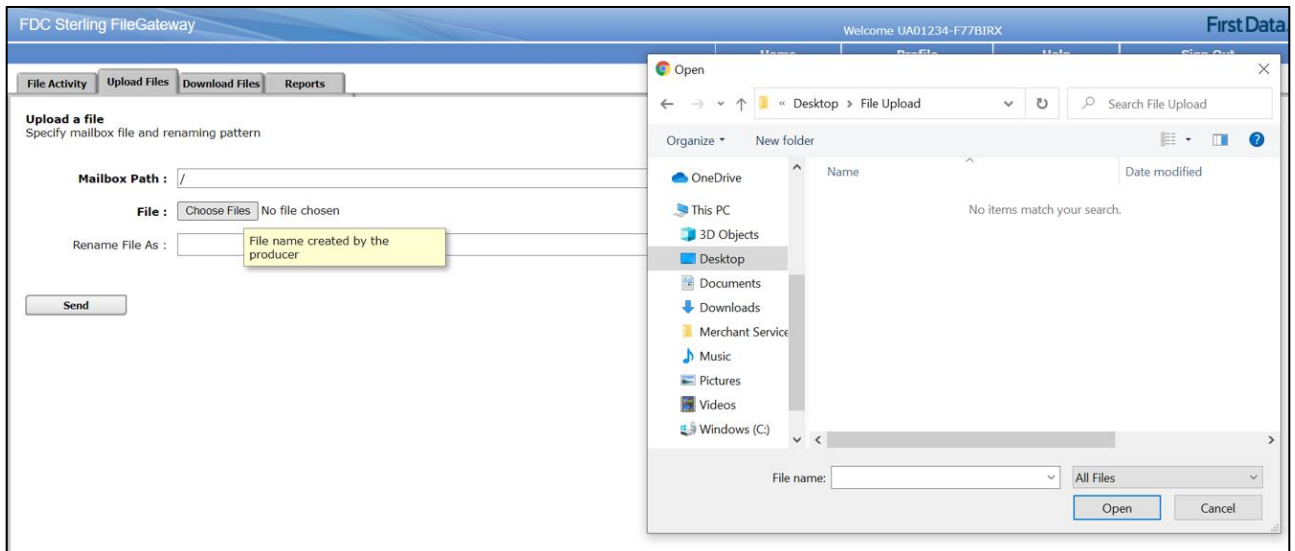 FDC Sterling FileGateway
Welcome UA01234-F77BIRX
First Data.
File Activity
Upload Files
Download Files
Reports
Upload a file
Specify mailbox file and renaming pattern
Mailbox Path : /
File : Choose Files No file chosen
Rename File As :
File name created by the
producer
Send
Open
« Desktop > File Upload
Search File Upload
Organize
New folder
Name
Date modified
OneDrive
No items match your search.
This PC
3D Objects
Desktop
Documents
Downloads
Merchant Service
Music
Pictures
Videos
Windows (C:)
File name:
All Files
Open
Cancel